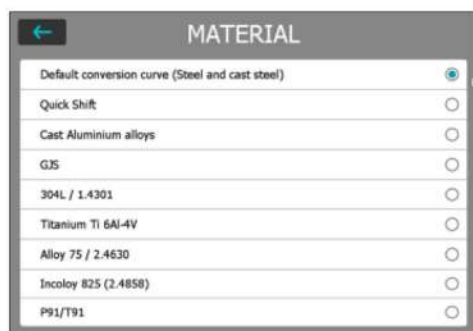 MATERIAL
Default conversion curve (Steel and cast steel)
Quick Shift
Cast Aluminium alloys
GJS
304L / 1.4301
Titanium Ti 6Al-4V
Alloy 75 / 2.4630
Incoloy 825 (2.4858)
P91/T91